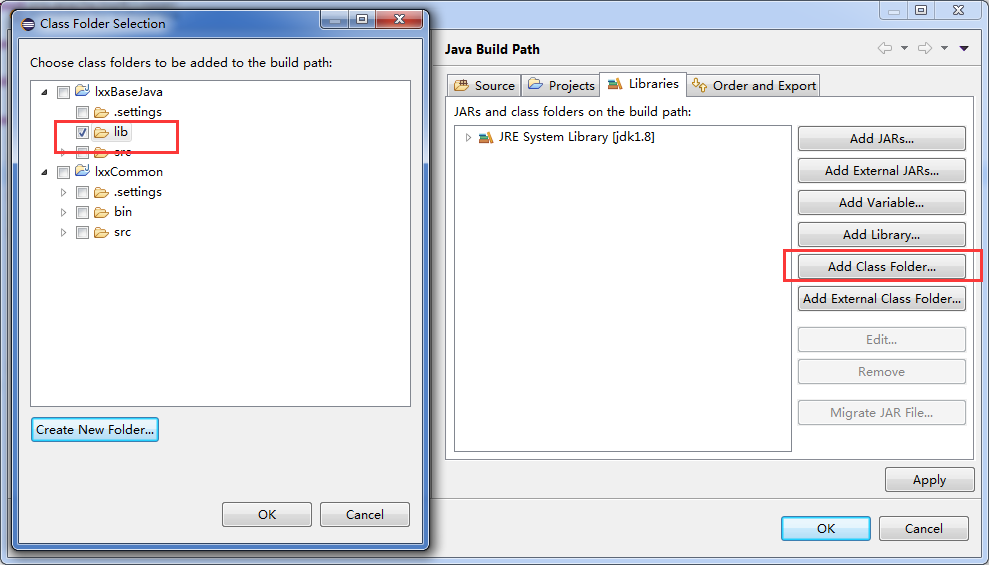 Class Folder Selection
Choose class folders to be added to the build path:
lxxBaseJava
.settings
lib
src
lxxCommon
.settings
bin
src
Create New Folder...
OK
Cancel
Java Build Path
Source
Projects
Libraries
Order and Export
JARs and class folders on the build path:
JRE System Library [jdk1.8]
Add JARs...
Add External JARs...
Add Variable...
Add Library...
Add Class Folder...
Add External Class Folder...
Edit...
Remove
Migrate JAR File...
Apply
OK
Cancel